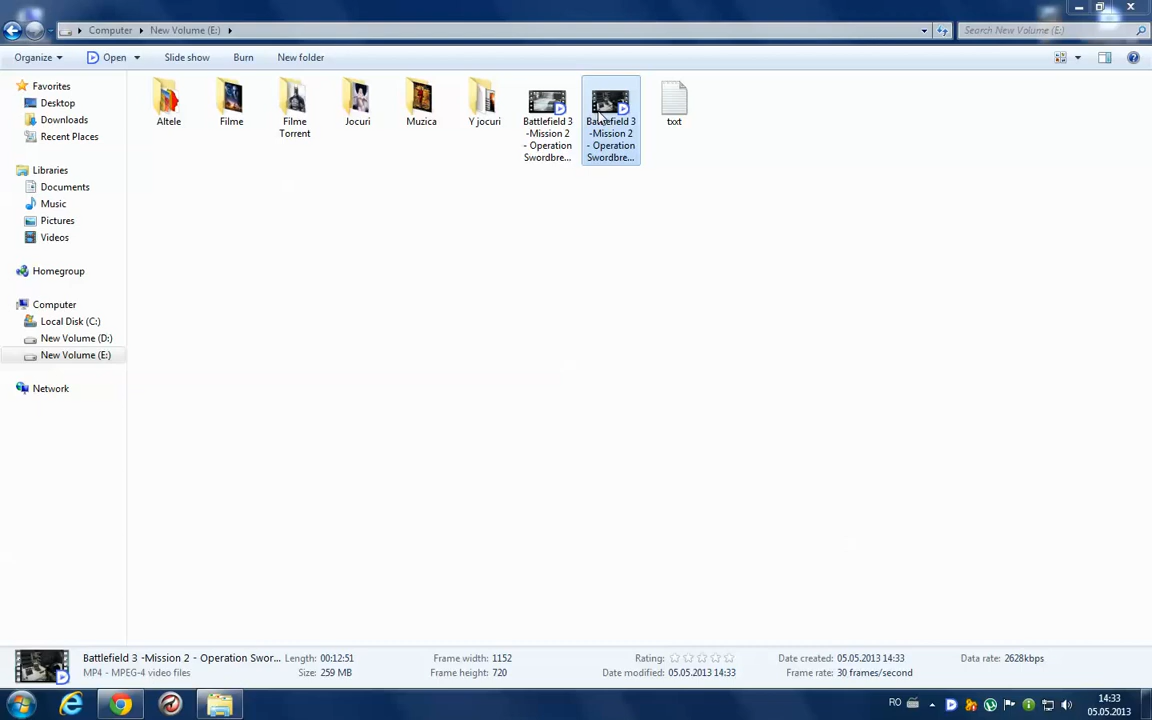 Computer New Volume (E:)
Search New Volume (E:)
Organize Open Slide show Burn New folder
Favorites
Desktop
Downloads
Recent Places
Libraries
Documents
Music
Pictures
Videos
Homegroup
Computer
Local Disk (C:)
New Volume (D:)
New Volume (E:)
Network
Altele
Filme
Filme
Torrent
Jocuri
Muzica
Y jocuri
Battlefield 3
-Mission 2
- Operation
Swordbre...
Battlefield 3
-Mission 2
- Operation
Swordbre...
txxt
Battlefield 3 -Mission 2 - Operation Swor... Length: 00:12:51 Frame width: 1152 Rating: Date created: 05.05.2013 14:33 Data rate: 2628kbps
MP4 - MPEG-4 video files Size: 259 MB Frame height: 720 Date modified: 05.05.2013 14:33 Frame rate: 30 frames/second
RO
14:33
05.05.2013